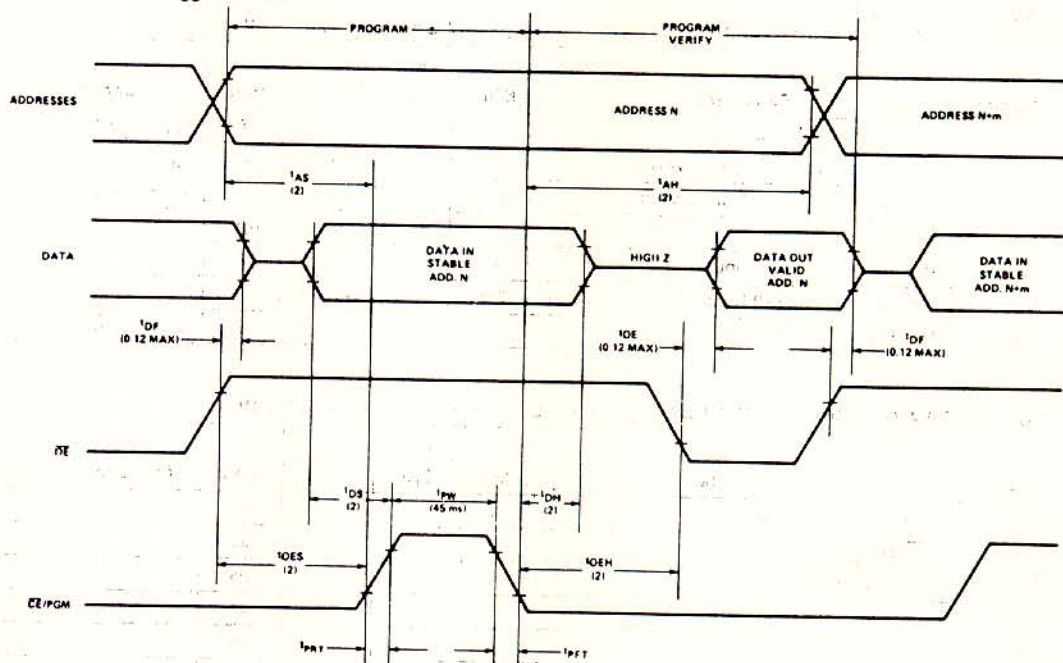 PROGRAM
PROGRAM
VERIFY
ADDRESSES
ADDRESS N
ADDRESS N+m
tAS
(2)
tAH
(2)
DATA
DATA IN
STABLE
ADD. N
HIGH Z
DATA OUT
VALID
ADD. N
DATA IN
STABLE
ADD. N+m
tDF
(0.12 MAX)
tOE
(0.12 MAX)
tDF
(0.12 MAX)
OE
tDS
(2)
tPW
(45 ms)
tDH
(2)
tOES
(2)
tOEH
(2)
CE/PGM
tPRT
tPFT